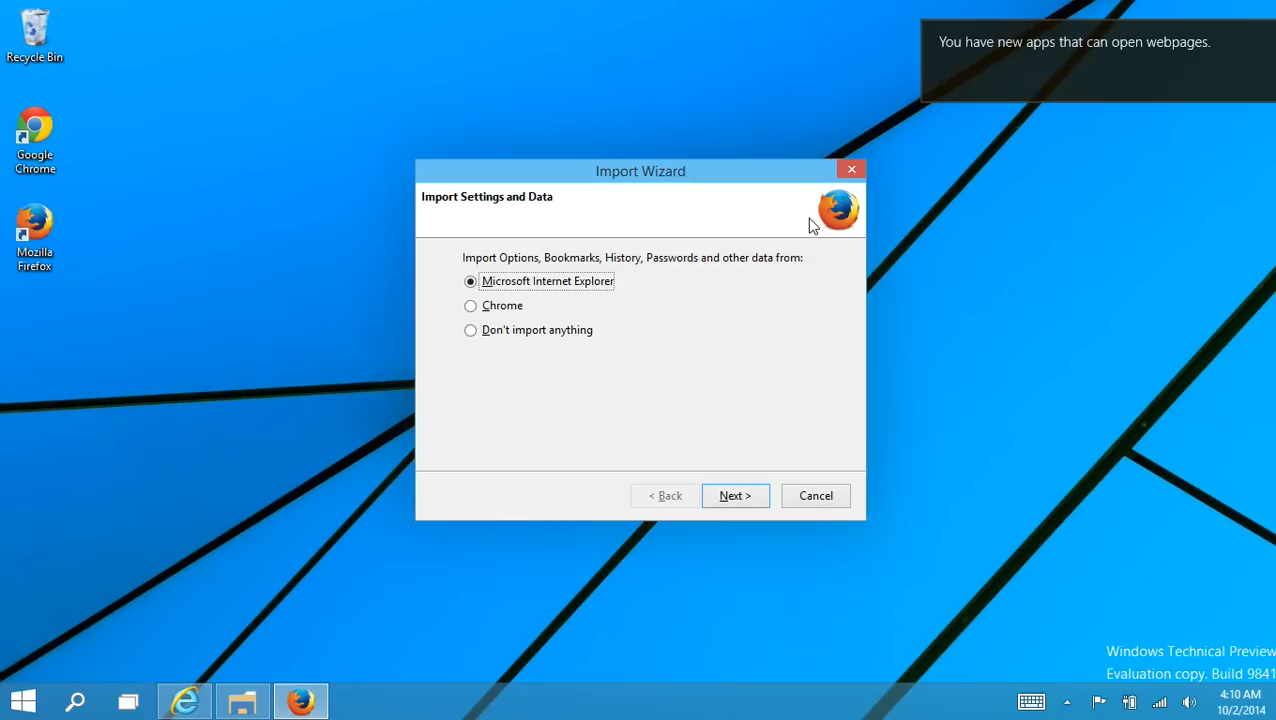 Recycle Bin
Google
Chrome
Mozilla
Firefox
You have new apps that can open webpages.
Import Wizard
Import Settings and Data
Import Options, Bookmarks, History, Passwords and other data from:
Microsoft Internet Explorer
Chrome
Don't import anything
< Back
Next >
Cancel
Windows Technical Preview
Evaluation copy. Build 9841
4:10 AM
10/2/2014